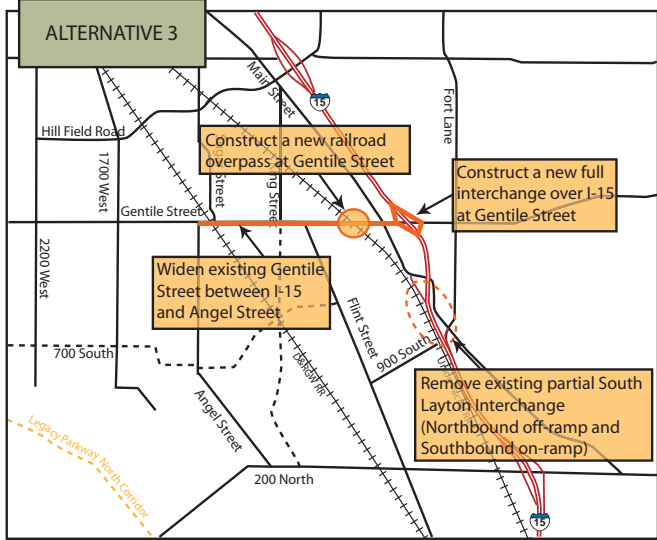 ALTERNATIVE 3
Main Street
15
Fort Lane
Hill Field Road
Construct a new railroad
overpass at Gentile Street
Construct a new full
interchange over I-15
at Gentile Street
1700 West
Street
Street
Gentile Street
2200 West
Widen existing Gentile
Street between I-15
and Angel Street
Flint Street
700 South
900 South
D&RGW RR
Remove existing partial South
Layton Interchange
(Northbound off-ramp and
Southbound on-ramp)
Angel Street
Legacy Parkway North Corridor
200 North
15